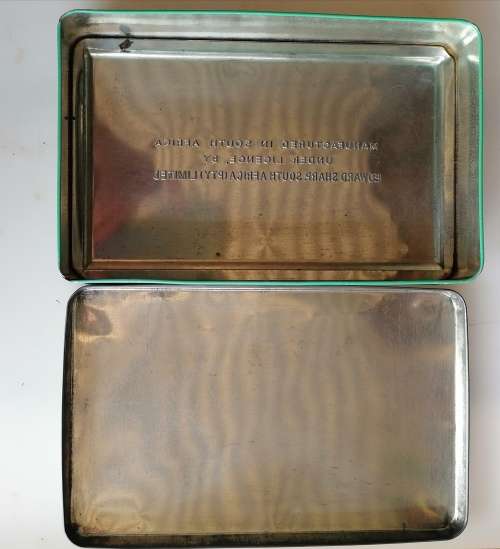 MANUFACTURED IN SOUTH AFRICA
UNDER LICENCE, BY
EDWARD SHARP SOUTH AFRICA (PTY) LIMITED